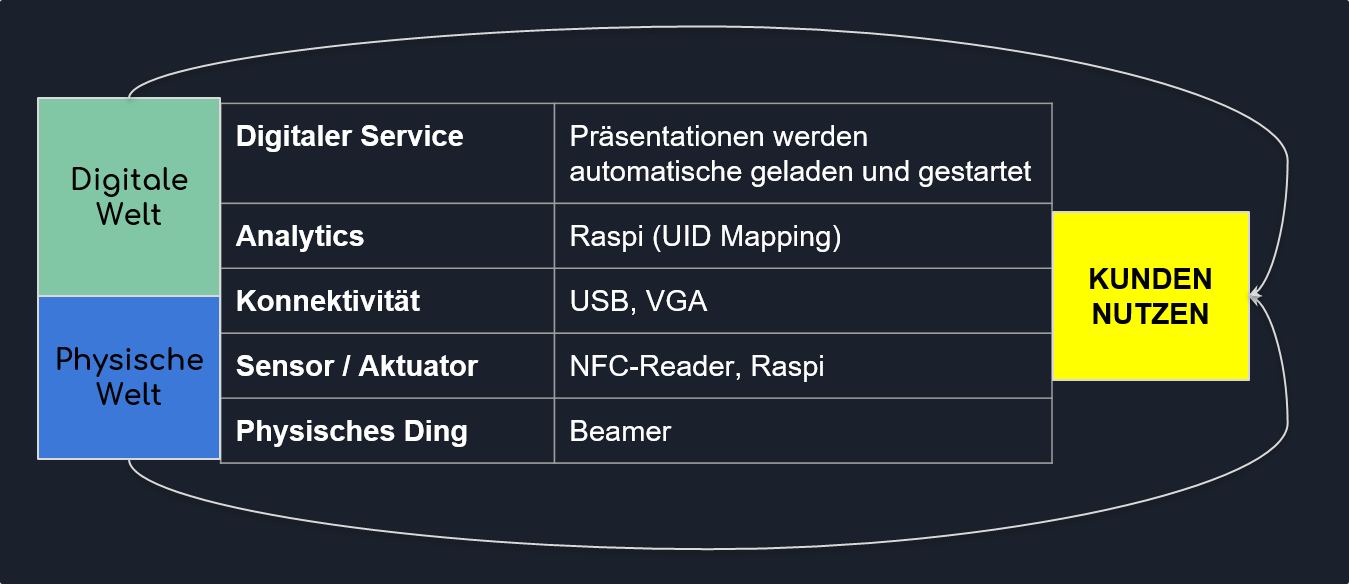 Digitale
Welt
Physische
Welt
Digitaler Service
Präsentationen werden
automatische geladen und gestartet
Analytics
Raspi (UID Mapping)
Konnektivität
USB, VGA
Sensor / Aktuator
NFC-Reader, Raspi
Physisches Ding
Beamer
KUNDEN
NUTZEN